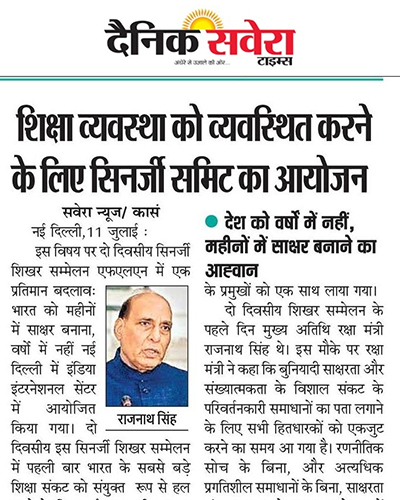 दैनिक सवेरा
अंधेरे से उजाले की ओर...
टाइम्स
शिक्षा व्यवस्था को व्यवस्थित करने
के लिए सिनर्जी समिट का आयोजन
सवेरा न्यूज/ कासं
नई दिल्ली,11 जुलाई :
इस विषय पर दो दिवसीय सिनर्जी
शिखर सम्मेलन एफएलएन में एक
प्रतिमान बदलावः
भारत को महीनों
में साक्षर बनाना,
वर्षों में नहीं नई
दिल्ली में इंडिया
इंटरनेशनल सेंटर
में आयोजित
किया गया। दो
राजनाथ सिंह
दिवसीय इस सिनर्जी शिखर सम्मेलन
में पहली बार भारत के सबसे बड़े
शिक्षा संकट को संयुक्त रूप से हल
● देश को वर्षों में नहीं,
महीनों में साक्षर बनाने का
आह्वान
के प्रमुखों को एक साथ लाया गया।
दो दिवसीय शिखर सम्मेलन के
पहले दिन मुख्य अतिथि रक्षा मंत्री
राजनाथ सिंह थे। इस मौके पर रक्षा
मंत्री ने कहा कि बुनियादी साक्षरता और
संख्यात्मकता के विशाल संकट के
परिवर्तनकारी समाधानों का पता लगाने
के लिए सभी हितधारकों को एकजुट
करने का समय आ गया है। रणनीतिक
सोच के बिना, और अत्यधिक
प्रगतिशील समाधानों के बिना, साक्षरता